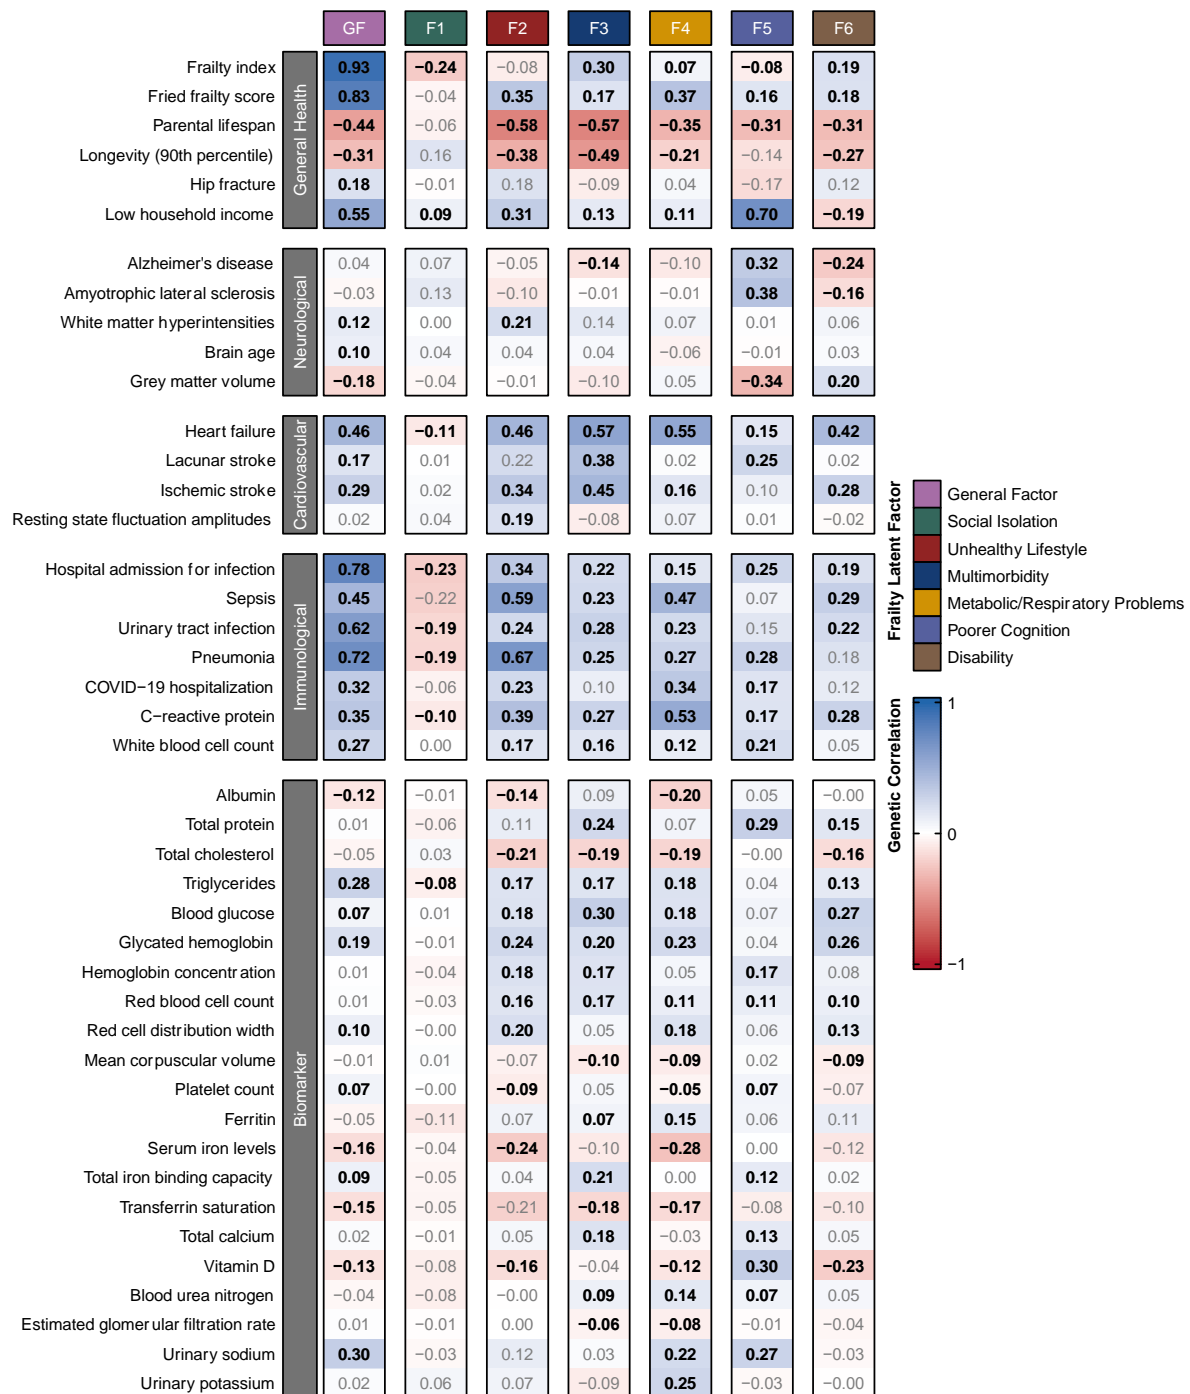 GF F1 F2 F3 F4 F5 F6
General Health
Frailty index 0.93 −0.24 −0.08 0.30 0.07 −0.08 0.19
Fried frailty score 0.83 −0.04 0.35 0.17 0.37 0.16 0.18
Parental lifespan −0.44 −0.06 −0.58 −0.57 −0.35 −0.31 −0.31
Longevity (90th percentile) −0.31 0.16 −0.38 −0.49 −0.21 −0.14 −0.27
Hip fracture 0.18 −0.01 0.18 −0.09 0.04 −0.17 0.12
Low household income 0.55 0.09 0.31 0.13 0.11 0.70 −0.19
Neurological
Alzheimer's disease 0.04 0.07 −0.05 −0.14 −0.10 0.32 −0.24
Amyotrophic lateral sclerosis −0.03 0.13 −0.10 −0.01 −0.01 0.38 −0.16
White matter hyperintensities 0.12 0.00 0.21 0.14 0.07 0.01 0.06
Brain age 0.10 0.04 0.04 0.04 −0.06 −0.01 0.03
Grey matter volume −0.18 −0.04 −0.01 −0.10 0.05 −0.34 0.20
Cardiovascular
Heart failure 0.46 −0.11 0.46 0.57 0.55 0.15 0.42
Lacunar stroke 0.17 0.01 0.22 0.38 0.02 0.25 0.02
Ischemic stroke 0.29 0.02 0.34 0.45 0.16 0.10 0.28
Resting state fluctuation amplitudes 0.02 0.04 0.19 −0.08 0.07 0.01 −0.02
Immunological
Hospital admission for infection 0.78 −0.23 0.34 0.22 0.15 0.25 0.19
Sepsis 0.45 −0.22 0.59 0.23 0.47 0.07 0.29
Urinary tract infection 0.62 −0.19 0.24 0.28 0.23 0.15 0.22
Pneumonia 0.72 −0.19 0.67 0.25 0.27 0.28 0.18
COVID−19 hospitalization 0.32 −0.06 0.23 0.10 0.34 0.17 0.12
C−reactive protein 0.35 −0.10 0.39 0.27 0.53 0.17 0.28
White blood cell count 0.27 0.00 0.17 0.16 0.12 0.21 0.05
Biomarker
Albumin −0.12 −0.01 −0.14 0.09 −0.20 0.05 −0.00
Total protein 0.01 −0.06 0.11 0.24 0.07 0.29 0.15
Total cholesterol −0.05 0.03 −0.21 −0.19 −0.19 −0.00 −0.16
Triglycerides 0.28 −0.08 0.17 0.17 0.18 0.04 0.13
Blood glucose 0.07 0.01 0.18 0.30 0.18 0.07 0.27
Glycated hemoglobin 0.19 −0.01 0.24 0.20 0.23 0.04 0.26
Hemoglobin concentration 0.01 −0.04 0.18 0.17 0.05 0.17 0.08
Red blood cell count 0.01 −0.03 0.16 0.17 0.11 0.11 0.10
Red cell distribution width 0.10 −0.00 0.20 0.05 0.18 0.06 0.13
Mean corpuscular volume −0.01 0.01 −0.07 −0.10 −0.09 0.02 −0.09
Platelet count 0.07 −0.00 −0.09 0.05 −0.05 0.07 −0.07
Ferritin −0.05 −0.11 0.07 0.07 0.15 0.06 0.11
Serum iron levels −0.16 −0.04 −0.24 −0.10 −0.28 0.00 −0.12
Total iron binding capacity 0.09 −0.05 0.04 0.21 0.00 0.12 0.02
Transferrin saturation −0.15 −0.05 −0.21 −0.18 −0.17 −0.08 −0.10
Total calcium 0.02 −0.01 0.05 0.18 −0.03 0.13 0.05
Vitamin D −0.13 −0.08 −0.16 −0.04 −0.12 0.30 −0.23
Blood urea nitrogen −0.04 −0.08 −0.00 0.09 0.14 0.07 0.05
Estimated glomerular filtration rate 0.01 −0.01 0.00 −0.06 −0.08 −0.01 −0.04
Urinary sodium 0.30 −0.03 0.12 0.03 0.22 0.27 −0.03
Urinary potassium 0.02 0.06 0.07 −0.09 0.25 −0.03 −0.00
Frailty Latent Factor
General Factor
Social Isolation
Unhealthy Lifestyle
Multimorbidity
Metabolic/Respiratory Problems
Poorer Cognition
Disability
Genetic Correlation
1
0
−1